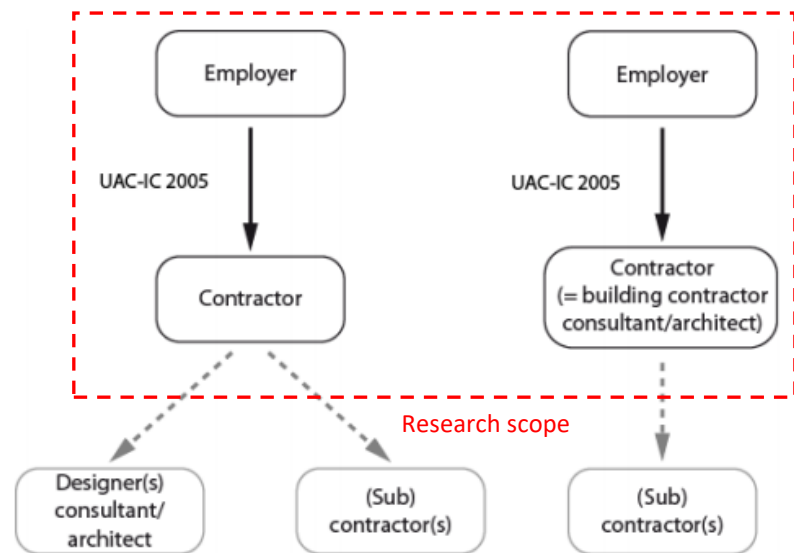 Employer
Employer
UAC-IC 2005
UAC-IC 2005
Contractor
Contractor
(= building contractor
consultant/architect)
Research scope
Designer(s)
consultant/
architect
(Sub)
contractor(s)
(Sub)
contractor(s)